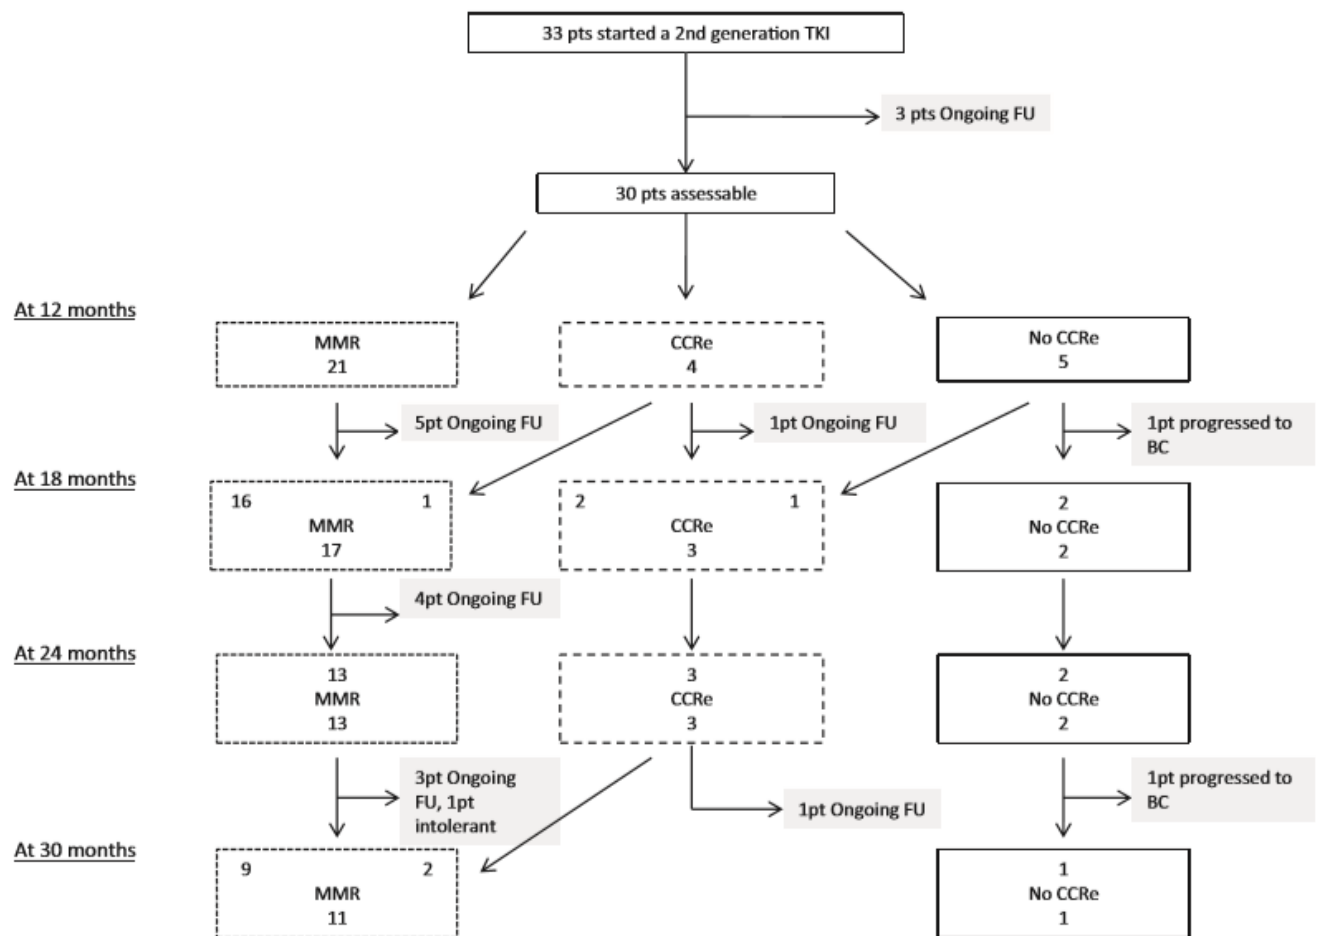 33 pts started a 2nd generation TKI
3 pts Ongoing FU
30 pts assessable
At 12 months
MMR
21
CCRe
4
No CCRe
5
5pt Ongoing FU
1pt Ongoing FU
1pt progressed to
BC
At 18 months
16 1
MMR
17
2 1
CCRe
3
2
No CCRe
2
4pt Ongoing FU
At 24 months
13
MMR
13
3
CCRe
3
2
No CCRe
2
3pt Ongoing
FU, 1pt
intolerant
1pt Ongoing FU
1pt progressed to
BC
At 30 months
9 2
MMR
11
1
No CCRe
1